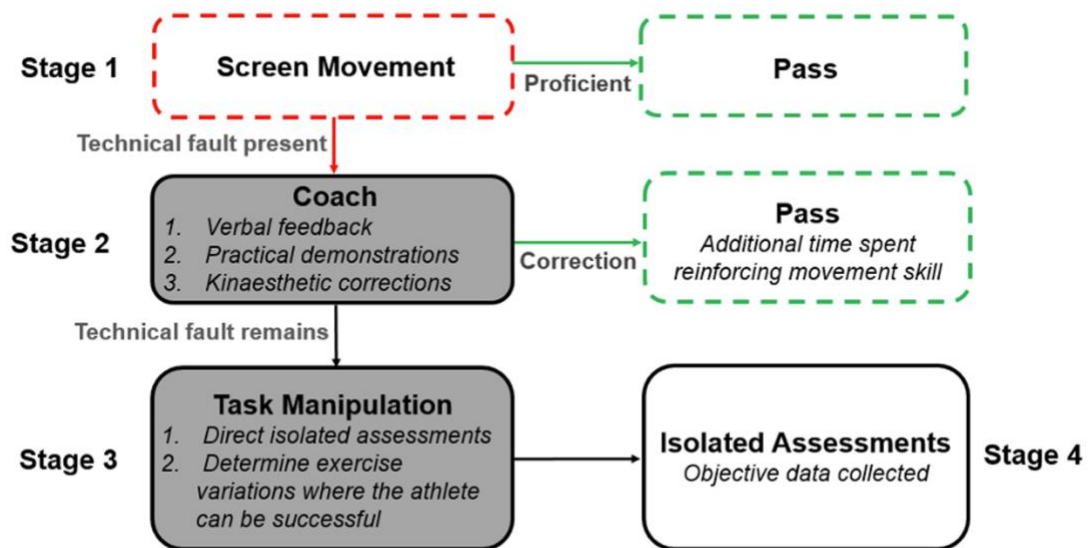 Stage 1
Screen Movement
Proficient
Pass
Technical fault present
Stage 2
Coach
1. Verbal feedback
2. Practical demonstrations
3. Kinaesthetic corrections
Correction
Pass
Additional time spent
reinforcing movement skill
Technical fault remains
Stage 3
Task Manipulation
1. Direct isolated assessments
2. Determine exercise
variations where the athlete
can be successful
Isolated Assessments
Objective data collected
Stage 4